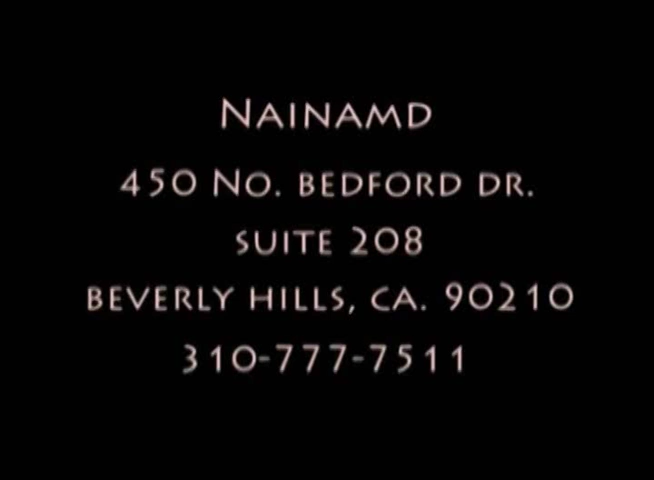 NAINAMD
450 NO. BEDFORD DR.
SUITE 208
BEVERLY HILLS, CA. 90210
310-777-7511